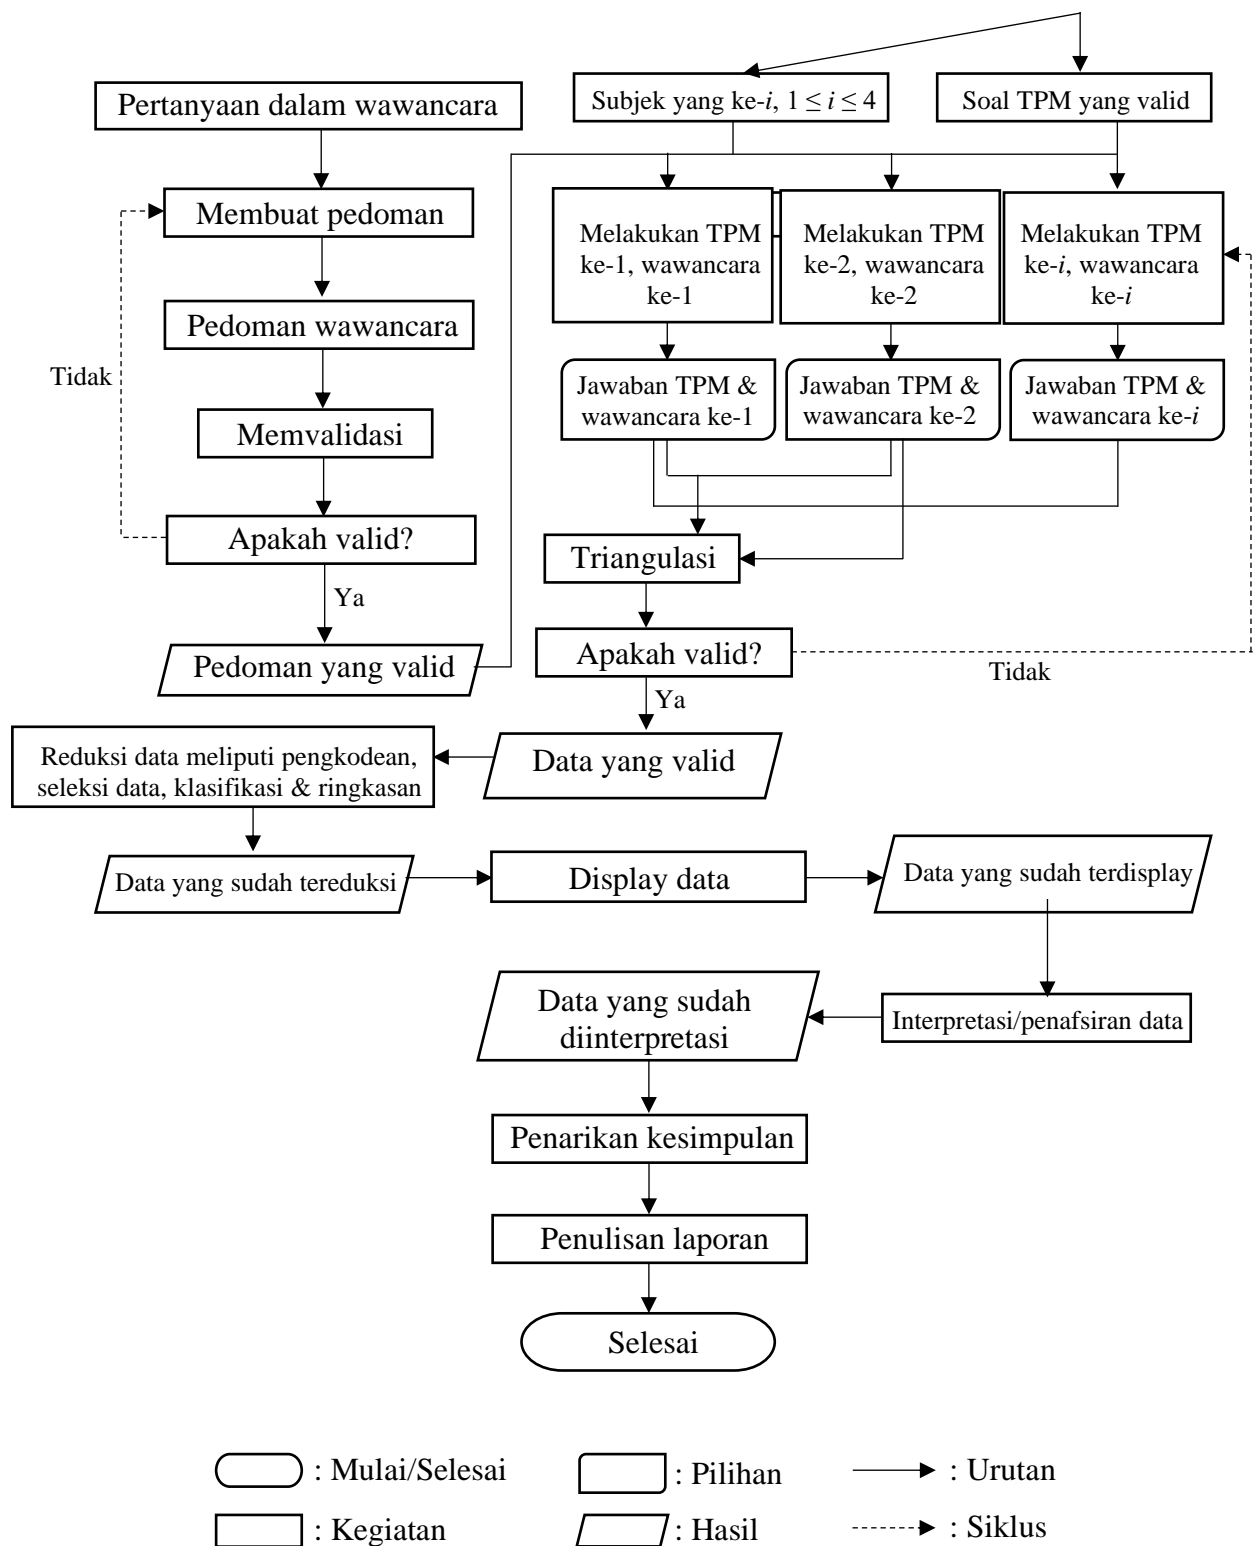 Pertanyaan dalam wawancara
Membuat pedoman
Pedoman wawancara
Tidak
Memvalidasi
Apakah valid?
Ya
Pedoman yang valid
Subjek yang ke-i, 1 ≤ i ≤ 4
Soal TPM yang valid
Melakukan TPM
ke-1, wawancara
ke-1
Melakukan TPM
ke-2, wawancara
ke-2
Melakukan TPM
ke-i, wawancara
ke-i
Jawaban TPM &
wawancara ke-1
Jawaban TPM &
wawancara ke-2
Jawaban TPM &
wawancara ke-i
Triangulasi
Apakah valid?
Tidak
Ya
Data yang valid
Reduksi data meliputi pengkodean,
seleksi data, klasifikasi & ringkasan
Data yang sudah tereduksi
Display data
Data yang sudah terdisplay
Interpretasi/penafsiran data
Data yang sudah
diinterpretasi
Penarikan kesimpulan
Penulisan laporan
Selesai
: Mulai/Selesai
: Pilihan
: Urutan
: Kegiatan
: Hasil
: Siklus